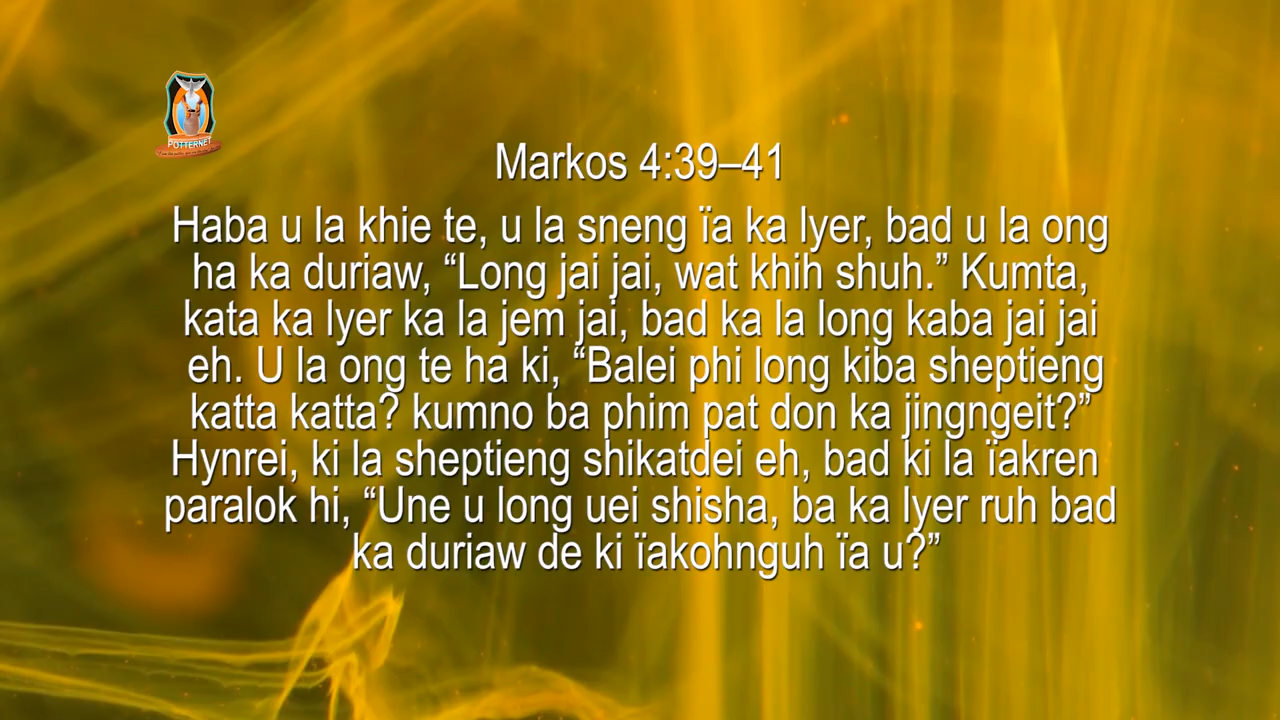 POTTERNET
Markos 4:39–41
Haba u la khie te, u la sneng ïa ka lyer, bad u la ong
ha ka duriaw, “Long jai jai, wat khih shuh.” Kumta,
kata ka lyer ka la jem jai, bad ka la long kaba jai jai
eh. U la ong te ha ki, “Balei phi long kiba sheptieng
katta katta? kumno ba phim pat don ka jingngeit?”
Hynrei, ki la sheptieng shikatdei eh, bad ki la ïakren
paralok hi, “Une u long uei shisha, ba ka lyer ruh bad
ka duriaw de ki ïakohnguh ïa u?”